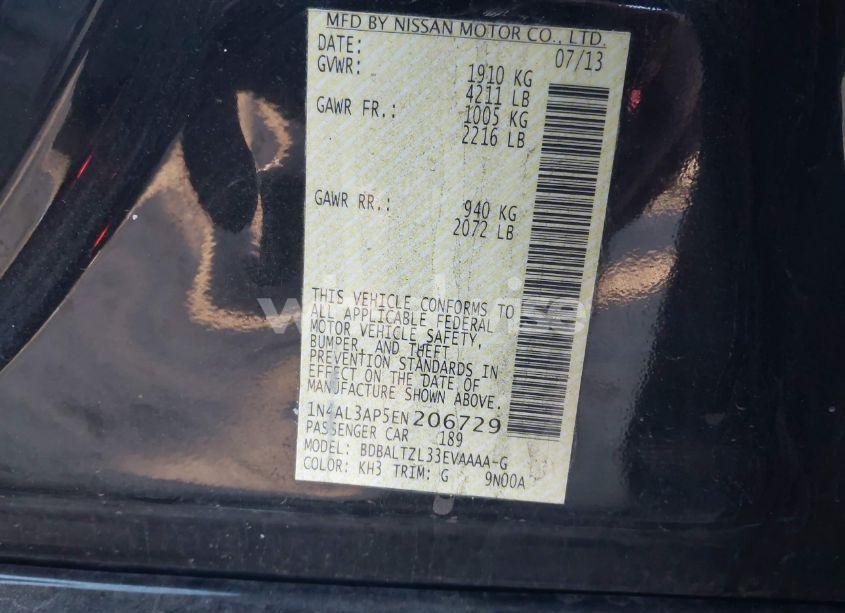 MFD BY NISSAN MOTOR CO., LTD.
DATE: 07/13
GVWR: 1910 KG
4211 LB
GAWR FR.: 1005 KG
2216 LB
GAWR RR.: 940 KG
2072 LB
THIS VEHICLE CONFORMS TO
ALL APPLICABLE FEDERAL
MOTOR VEHICLE SAFETY,
BUMPER, AND THEFT
PREVENTION STANDARDS IN
EFFECT ON THE DATE OF
MANUFACTURE SHOWN ABOVE.
1N4AL3AP5EN206729
PASSENGER CAR 189
MODEL: BDBALTZL33EVAAAA-G
COLOR: KH3 TRIM: G 9N00A